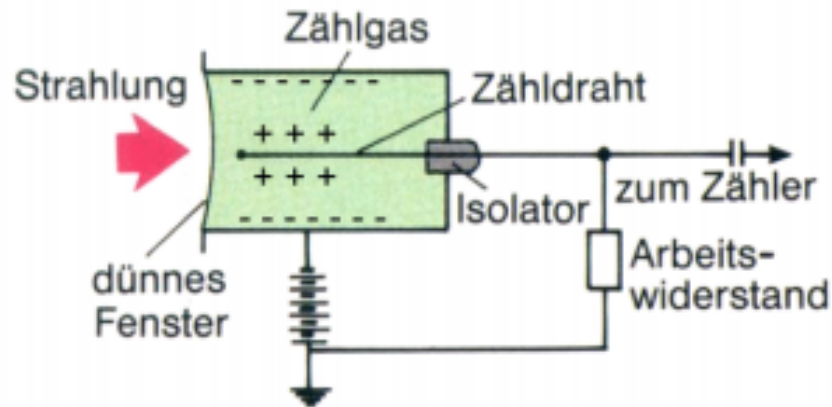 Zählgas
Strahlung
Zähldraht
- - - - - - - -
+ + +
+ + +
- - - - - - - -
Isolator
zum Zähler
dünnes
Fenster
Arbeits-
widerstand